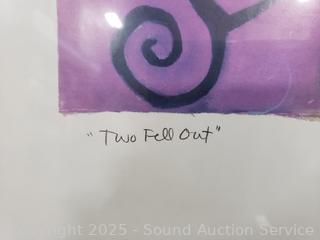 "Two Fell Out"
Copyright 2025 - Sound Auction Service